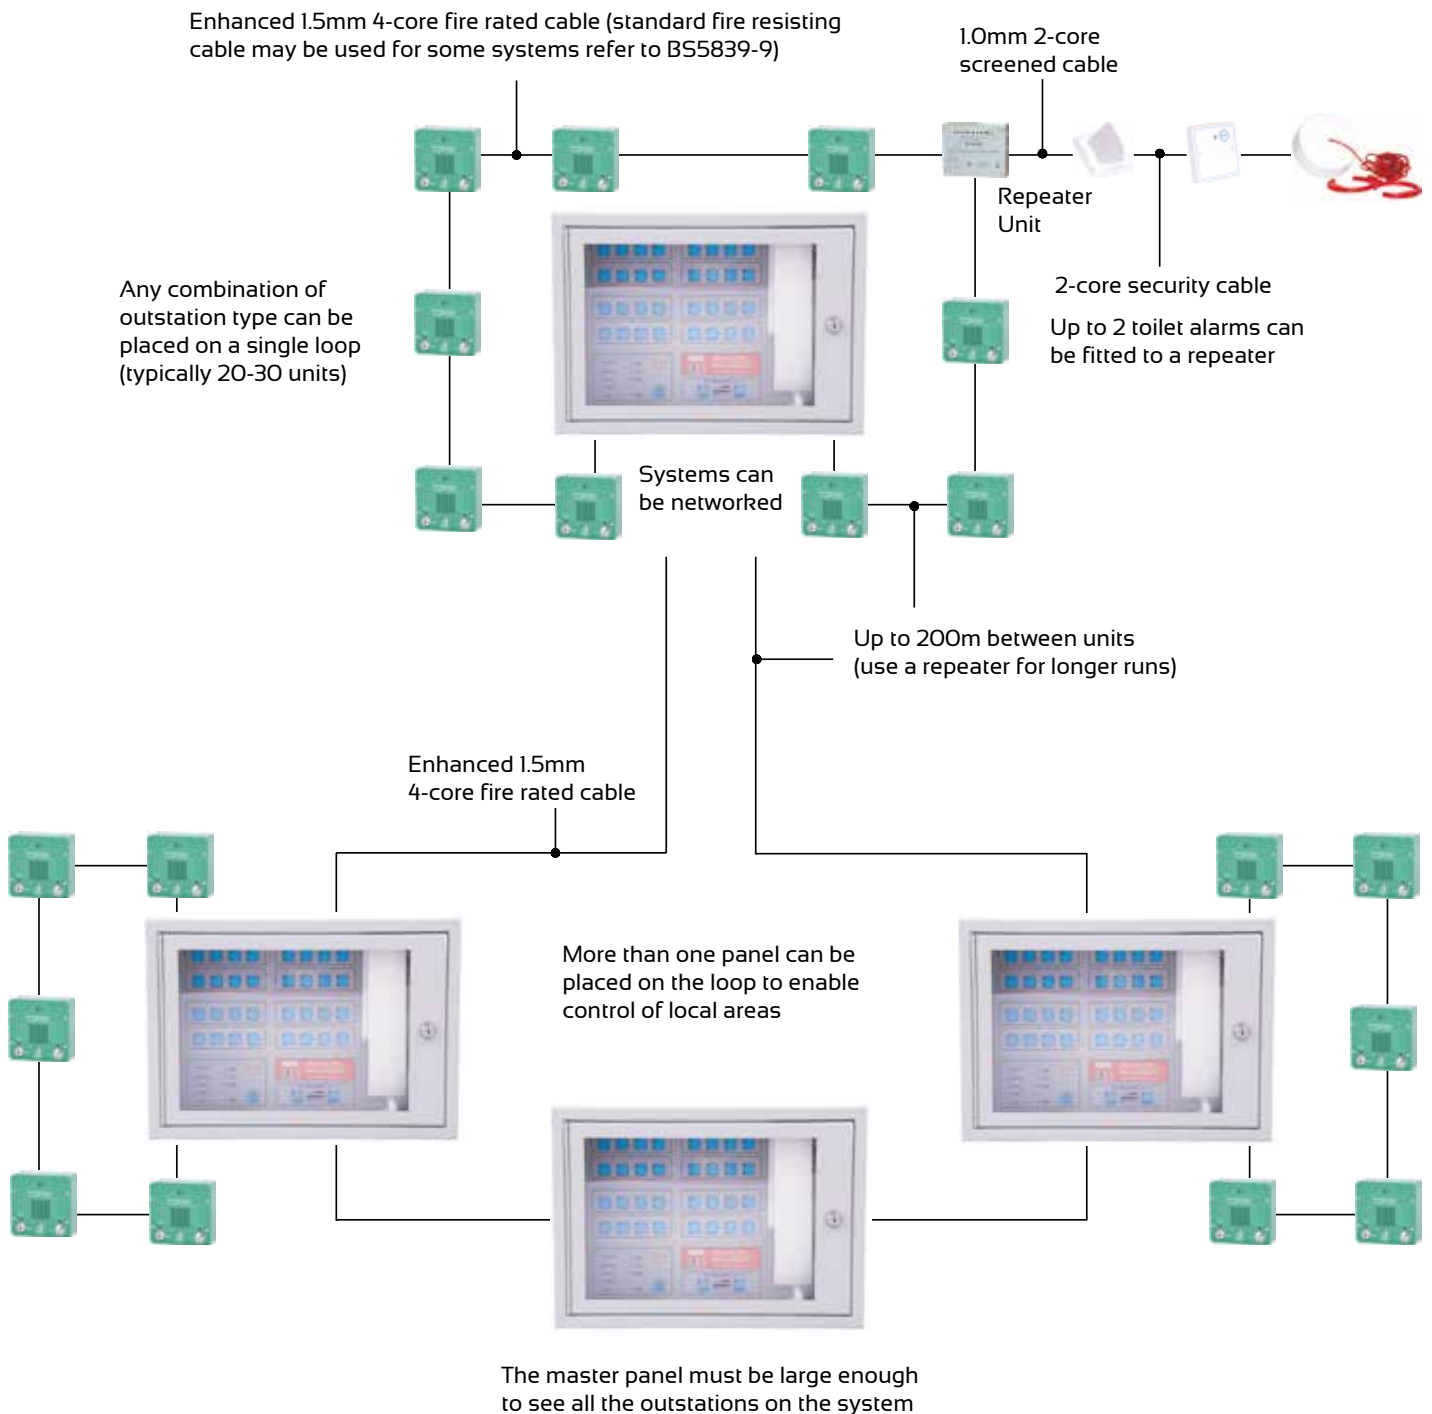 Enhanced 1.5mm 4-core fire rated cable (standard fire resisting
cable may be used for some systems refer to BS5839-9)
1.0mm 2-core
screened cable
Repeater
Unit
Any combination of
outstation type can be
placed on a single loop
(typically 20-30 units)
2-core security cable
Up to 2 toilet alarms can
be fitted to a repeater
Systems can
be networked
Up to 200m between units
(use a repeater for longer runs)
Enhanced 1.5mm
4-core fire rated cable
More than one panel can be
placed on the loop to enable
control of local areas
The master panel must be large enough
to see all the outstations on the system